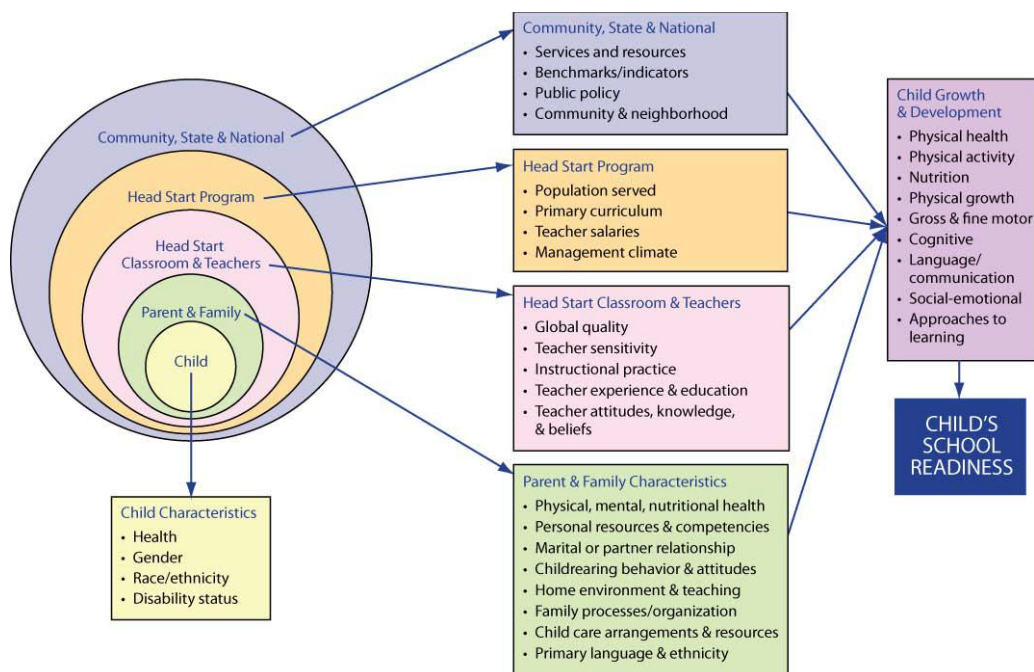 Community, State & National
Head Start Program
Head Start
Classroom & Teachers
Parent & Family
Child
Child Characteristics
• Health
• Gender
• Race/ethnicity
• Disability status
Community, State & National
• Services and resources
• Benchmarks/indicators
• Public policy
• Community & neighborhood
Head Start Program
• Population served
• Primary curriculum
• Teacher salaries
• Management climate
Head Start Classroom & Teachers
• Global quality
• Teacher sensitivity
• Instructional practice
• Teacher experience & education
• Teacher attitudes, knowledge,
& beliefs
Parent & Family Characteristics
• Physical, mental, nutritional health
• Personal resources & competencies
• Marital or partner relationship
• Childrearing behavior & attitudes
• Home environment & teaching
• Family processes/organization
• Child care arrangements & resources
• Primary language & ethnicity
Child Growth
& Development
• Physical health
• Physical activity
• Nutrition
• Physical growth
• Gross & fine motor
• Cognitive
• Language/
communication
• Social-emotional
• Approaches to
learning
CHILD'S
SCHOOL
READINESS